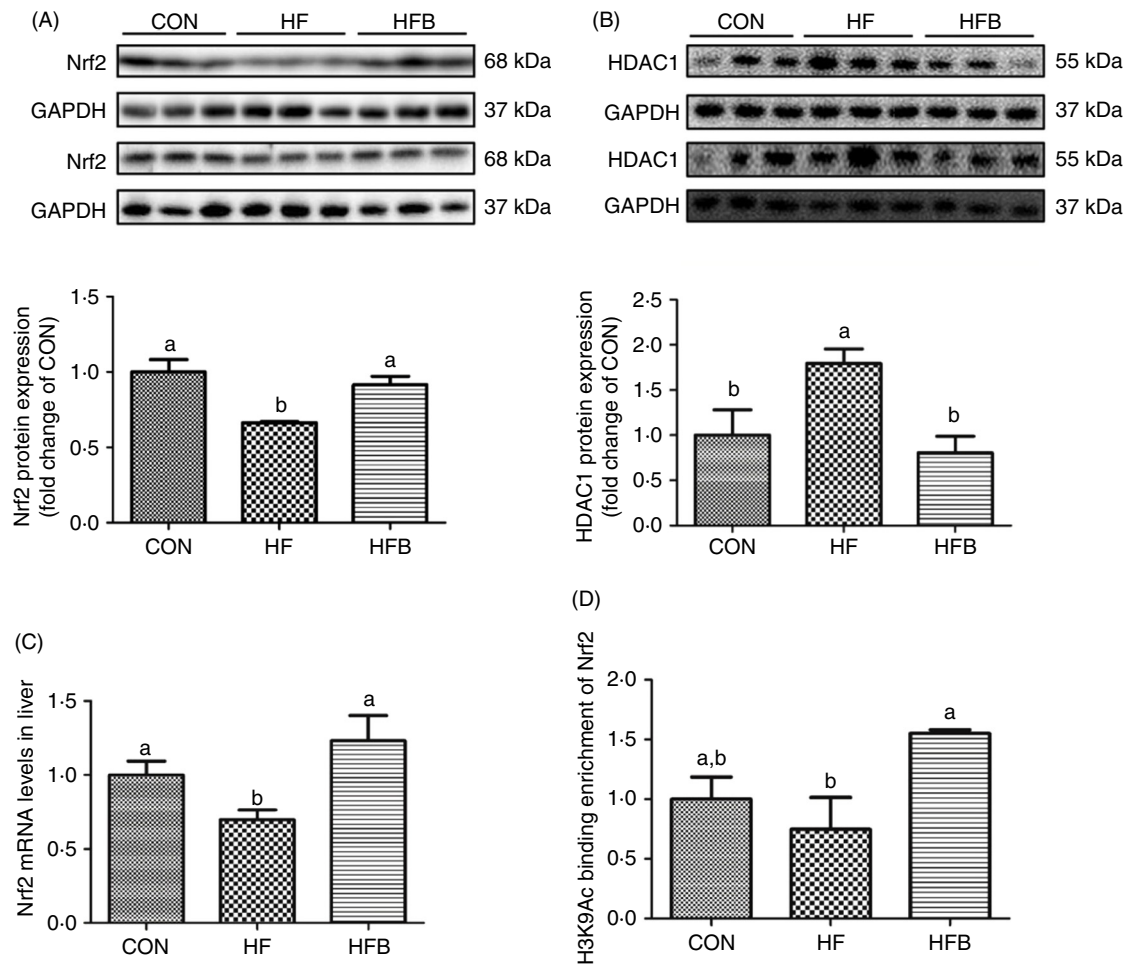 (A)
CON HF HFB
Nrf2 68 kDa
GAPDH 37 kDa
Nrf2 68 kDa
GAPDH 37 kDa
Nrf2 protein expression
(fold change of CON)
1·5
1·0
0·5
0·0
a
b
a
CON HF HFB
(B)
CON HF HFB
HDAC1 55 kDa
GAPDH 37 kDa
HDAC1 55 kDa
GAPDH 37 kDa
HDAC1 protein expression
(fold change of CON)
2·5
2·0
1·5
1·0
0·5
0·0
b
a
b
CON HF HFB
(C)
Nrf2 mRNA levels in liver
1·5
1·0
0·5
0·0
a
b
a
CON HF HFB
(D)
H3K9Ac binding enrichment of Nrf2
2·0
1·5
1·0
0·5
0·0
a,b
b
a
CON HF HFB